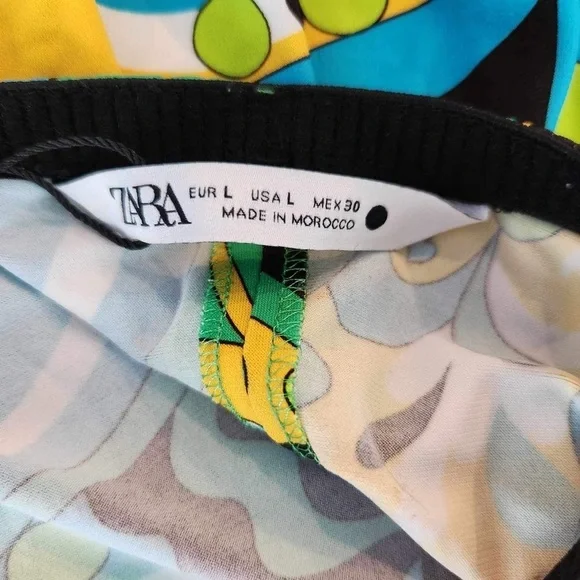 ZARA EUR L USA L MEX 30
MADE IN MOROCCO